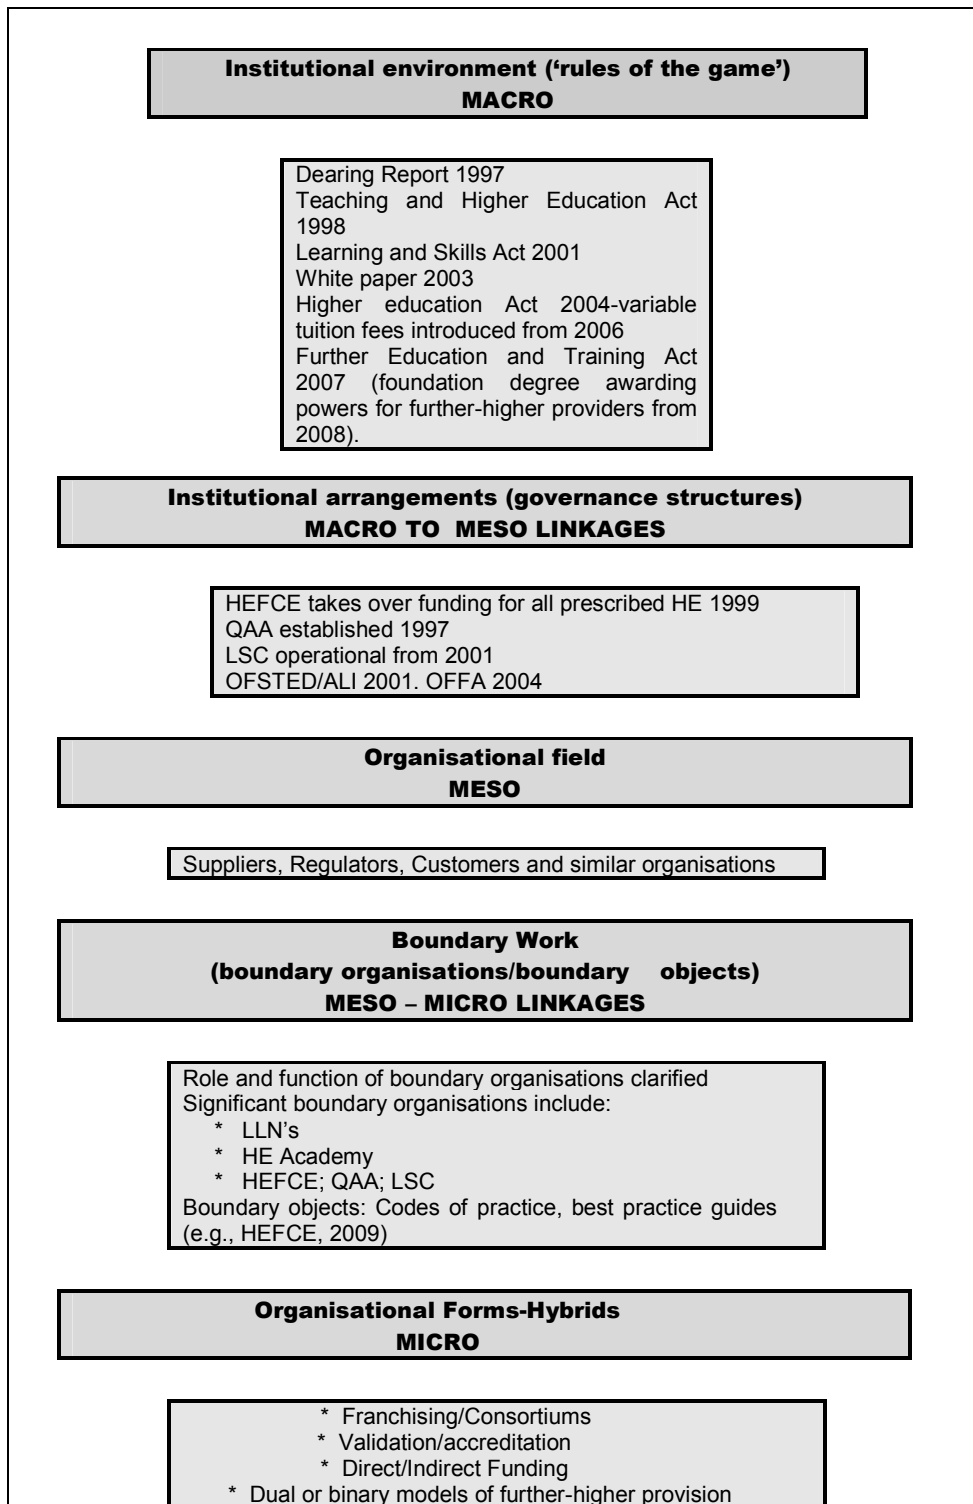 Institutional environment (‘rules of the game’)
MACRO
Dearing Report 1997
Teaching and Higher Education Act
1998
Learning and Skills Act 2001
White paper 2003
Higher education Act 2004-variable
tuition fees introduced from 2006
Further Education and Training Act
2007 (foundation degree awarding
powers for further-higher providers from
2008).
Institutional arrangements (governance structures)
MACRO TO MESO LINKAGES
HEFCE takes over funding for all prescribed HE 1999
QAA established 1997
LSC operational from 2001
OFSTED/ALI 2001. OFFA 2004
Organisational field
MESO
Suppliers, Regulators, Customers and similar organisations
Boundary Work
(boundary organisations/boundary objects)
MESO – MICRO LINKAGES
Role and function of boundary organisations clarified
Significant boundary organisations include:
* LLN's
* HE Academy
* HEFCE; QAA; LSC
Boundary objects: Codes of practice, best practice guides
(e.g., HEFCE, 2009)
Organisational Forms-Hybrids
MICRO
* Franchising/Consortiums
* Validation/accreditation
* Direct/Indirect Funding
* Dual or binary models of further-higher provision